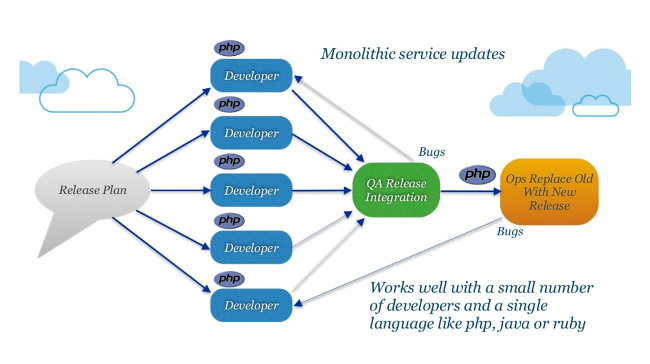 Monolithic service updates
php
Developer
php
Developer
php
Developer
php
Developer
php
Developer
Release Plan
Bugs
QA Release
Integration
php
Ops Replace Old
With New
Release
Bugs
Works well with a small number
of developers and a single
language like php, java or ruby